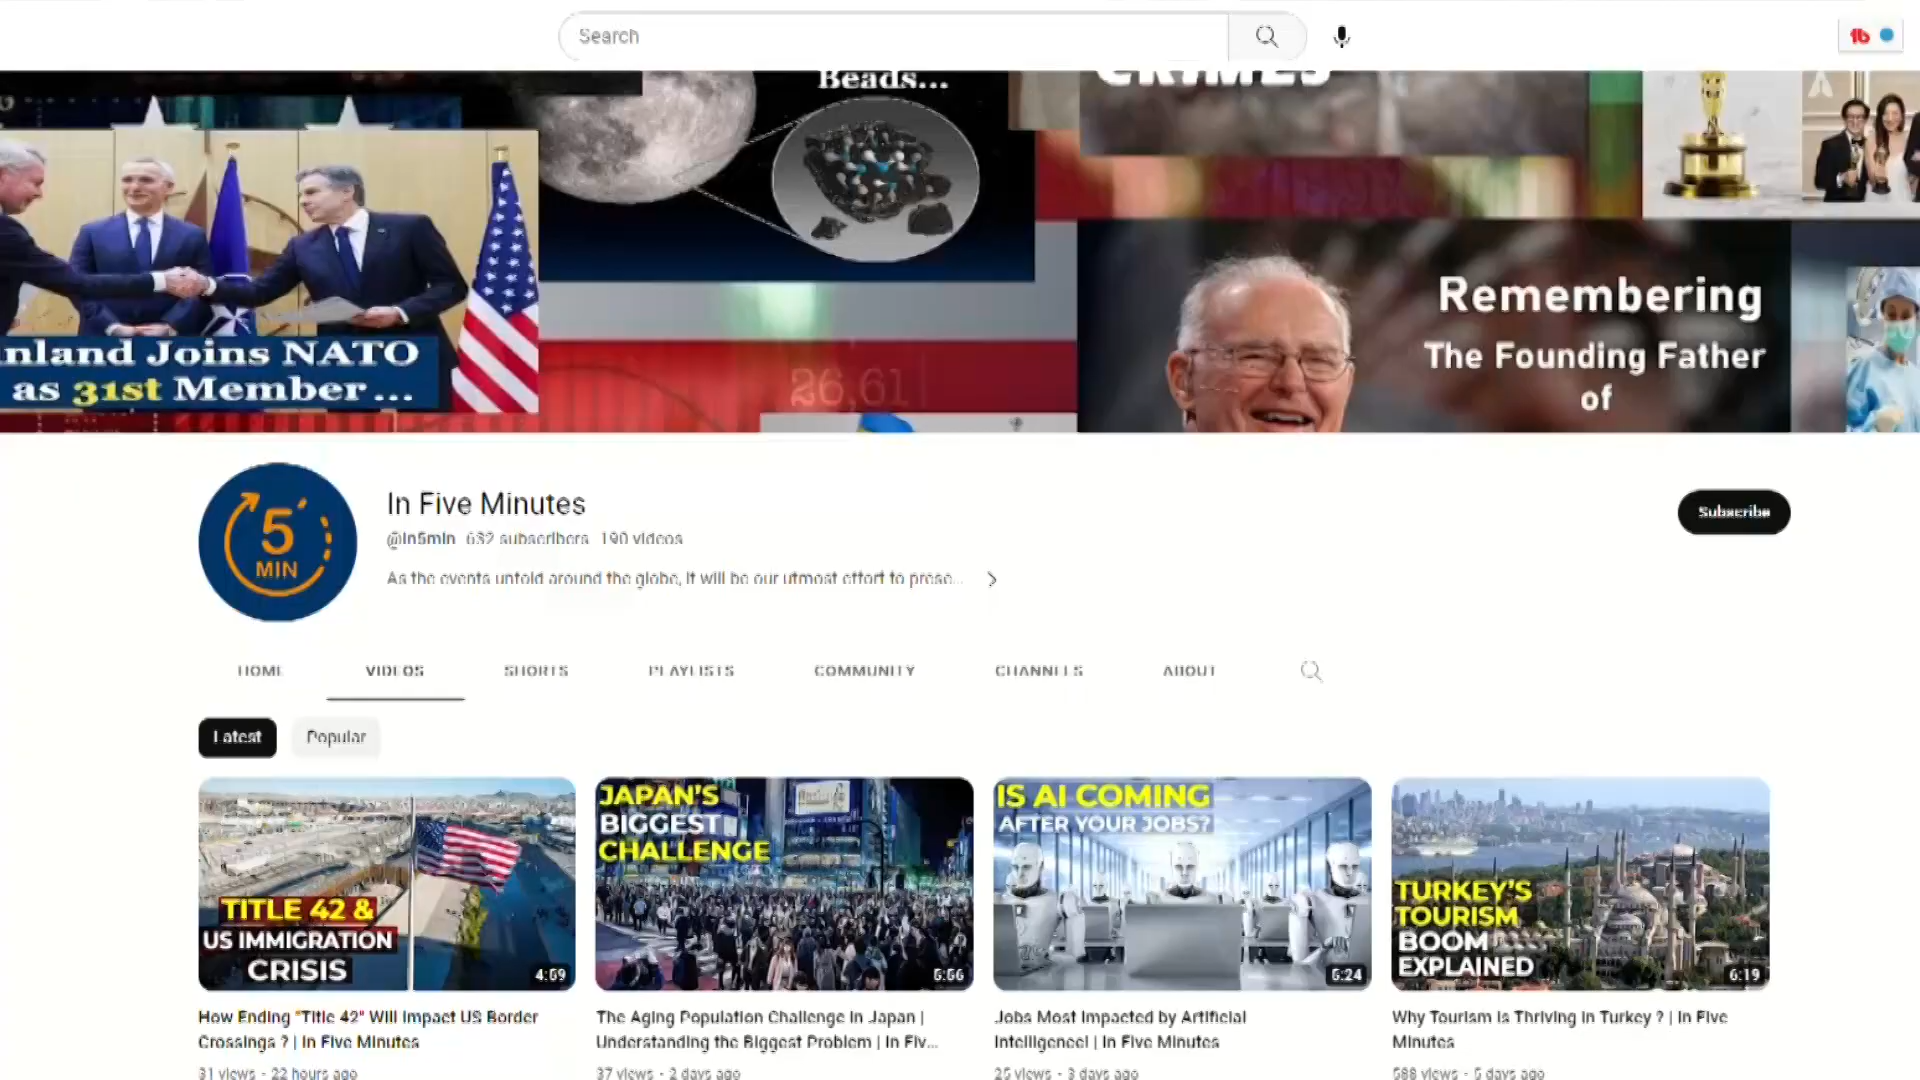 Search
Beads...
CRIMES
inland Joins NATO
as 31st Member...
26,61
Remembering
The Founding Father
of
5
MIN
In Five Minutes
Subscribe
@in5min 632 subscribers 190 videos
As the events unfold around the globe, it will be our utmost effort to prese...
HOME VIDEOS SHORTS PLAYLISTS COMMUNITY CHANNELS ABOUT
Latest Popular
TITLE 42 &
US IMMIGRATION
CRISIS
4:09
JAPAN'S
BIGGEST
CHALLENGE
IS AI COMING
AFTER YOUR JOBS?
6:24
TURKEY'S
TOURISM
BOOM
EXPLAINED
6:19
How Ending "Title 42" Will Impact US Border
Crossings ? | In Five Minutes
31 views · 22 hours ago
The Aging Population Challenge in Japan |
Understanding the Biggest Problem | In Fiv...
37 views · 2 days ago
Jobs Most Impacted by Artificial
Intelligence! | In Five Minutes
25 views · 3 days ago
Why Tourism is Thriving in Turkey ? | In Five
Minutes
588 views · 5 days ago